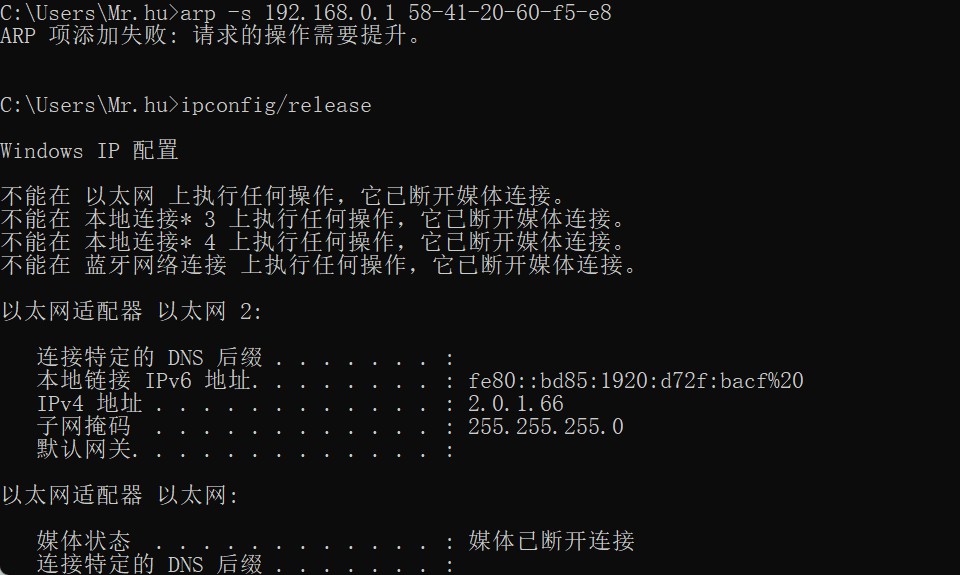 C:\Users\Mr.hu>arp -s 192.168.0.1 58-41-20-60-f5-e8
ARP 项添加失败: 请求的操作需要提升。
C:\Users\Mr.hu>ipconfig/release
Windows IP 配置
不能在 以太网 上执行任何操作，它已断开媒体连接。
不能在 本地连接* 3 上执行任何操作，它已断开媒体连接。
不能在 本地连接* 4 上执行任何操作，它已断开媒体连接。
不能在 蓝牙网络连接 上执行任何操作，它已断开媒体连接。
以太网适配器 以太网 2:
连接特定的 DNS 后缀 . . . . . . . :
本地链接 IPv6 地址. . . . . . . . : fe80::bd85:1920:d72f:bacf%20
IPv4 地址 . . . . . . . . . . . . : 2.0.1.66
子网掩码  . . . . . . . . . . . . : 255.255.255.0
默认网关. . . . . . . . . . . . . :
以太网适配器 以太网:
媒体状态  . . . . . . . . . . . . : 媒体已断开连接
连接特定的 DNS 后缀 . . . . . . . :